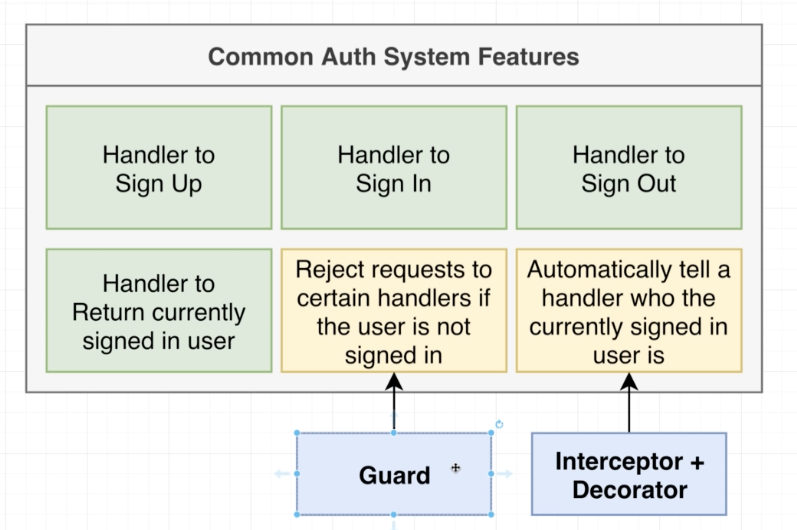 Common Auth System Features
Handler to
Sign Up
Handler to
Sign In
Handler to
Sign Out
Handler to
Return currently
signed in user
Reject requests to
certain handlers if
the user is not
signed in
Automatically tell a
handler who the
currently signed in
user is
Guard
Interceptor +
Decorator